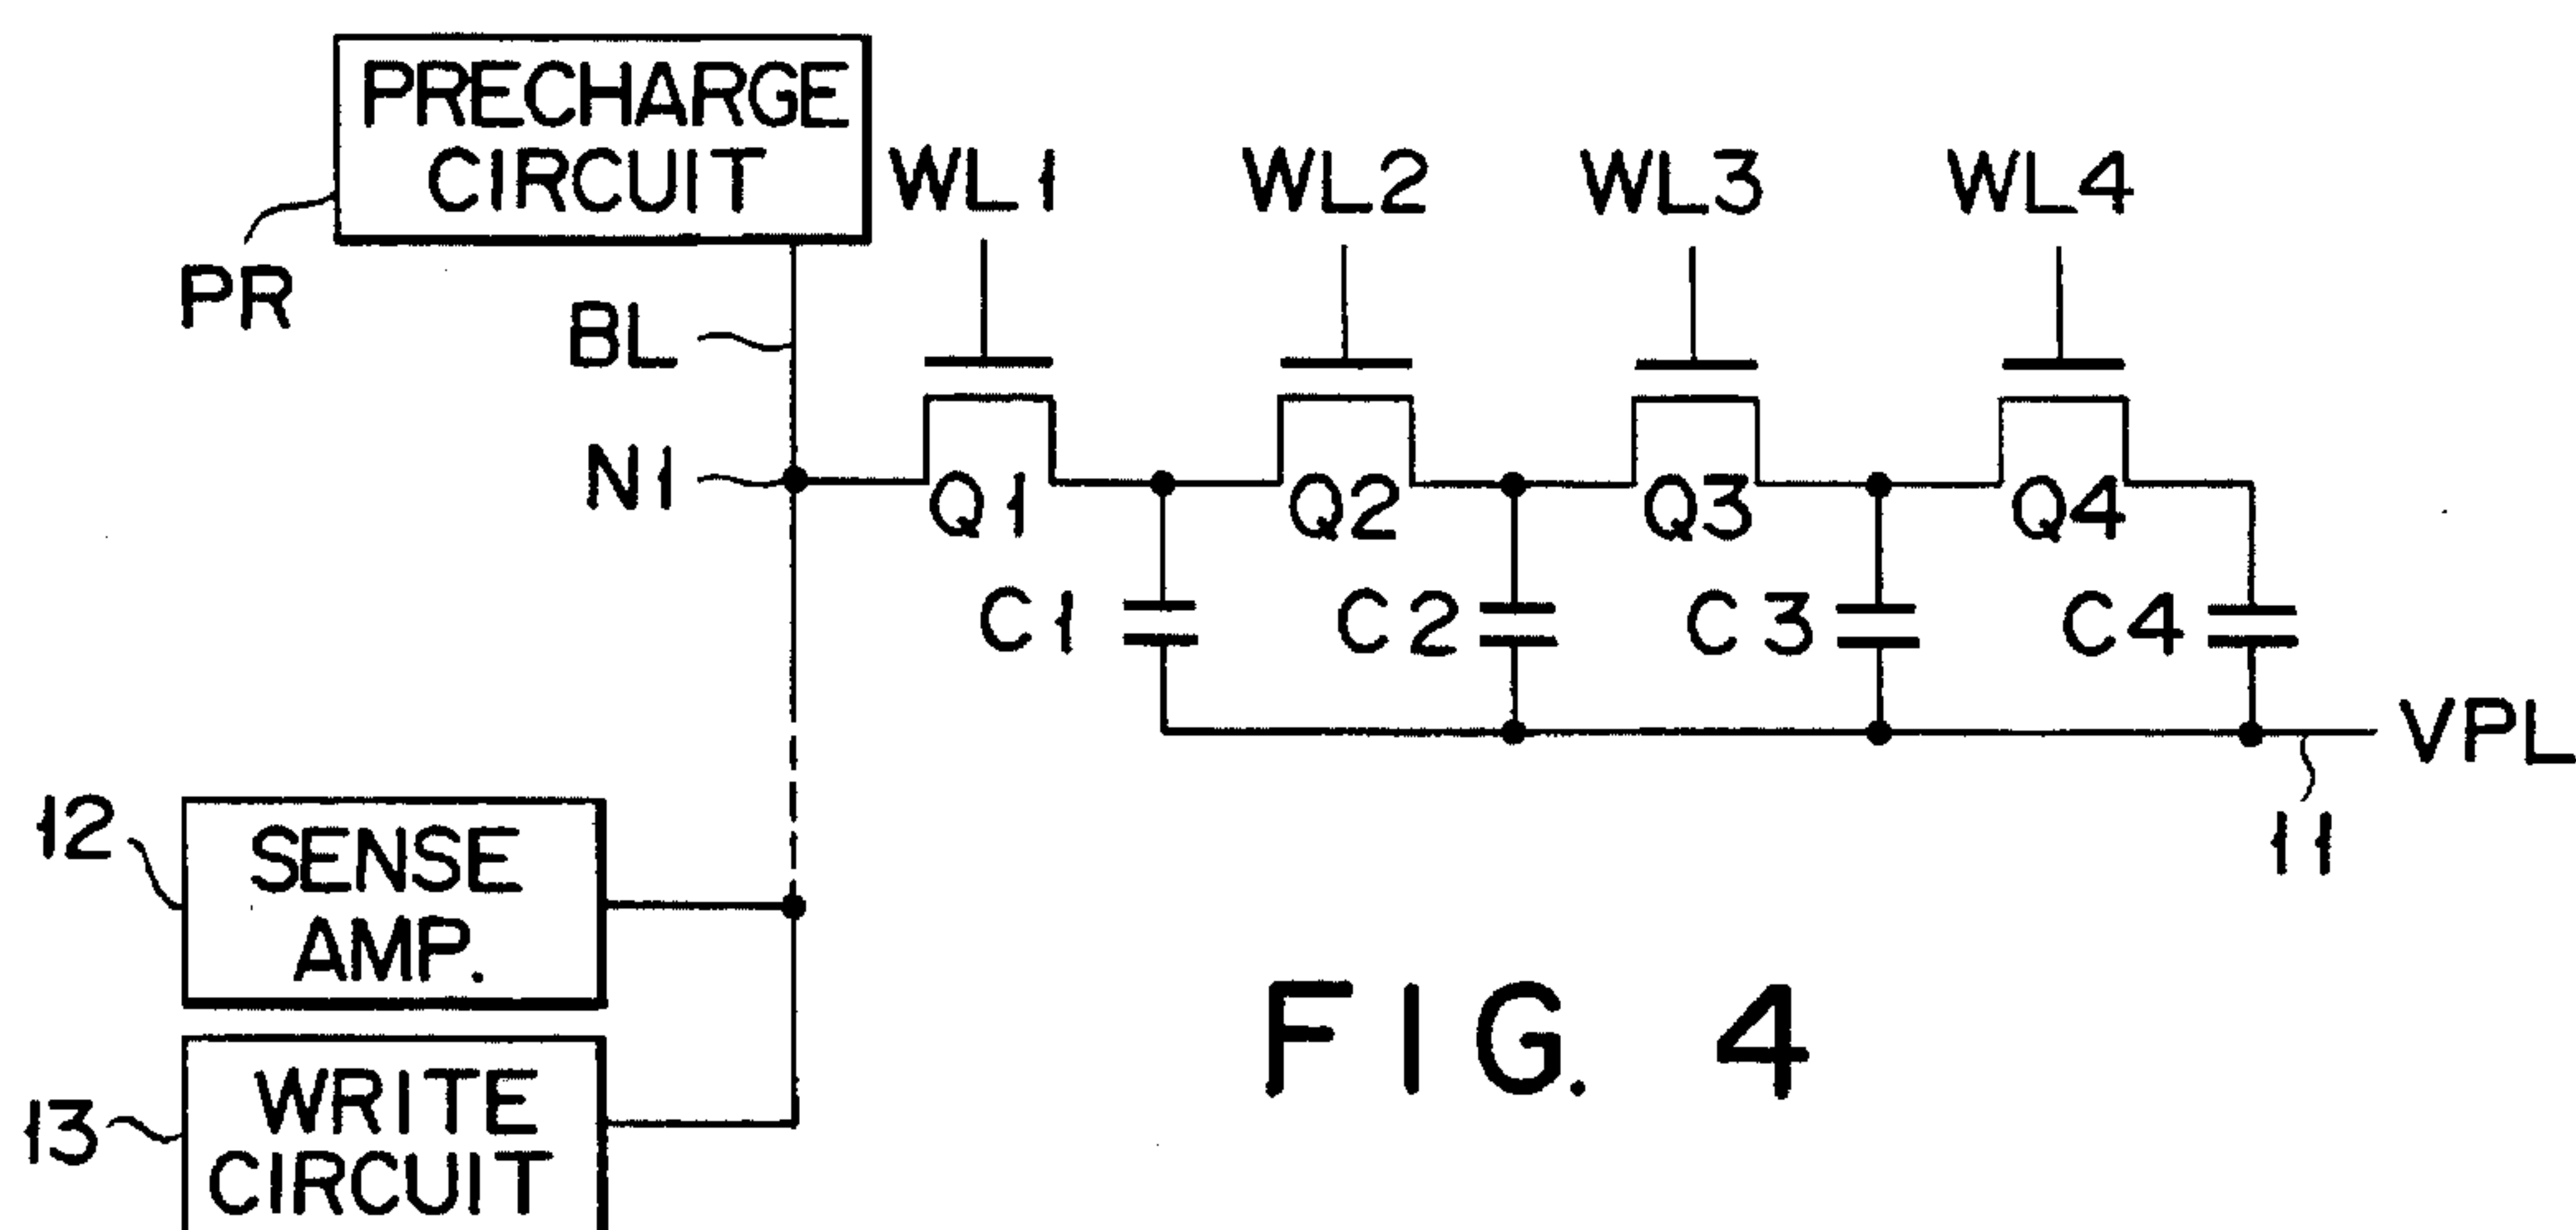 PRECHARGE
CIRCUIT
PR
WL1
WL2
WL3
WL4
BL
N1
Q1
Q2
Q3
Q4
C1
C2
C3
C4
VPL
11
12
SENSE
AMP.
13
WRITE
CIRCUIT
FIG. 4